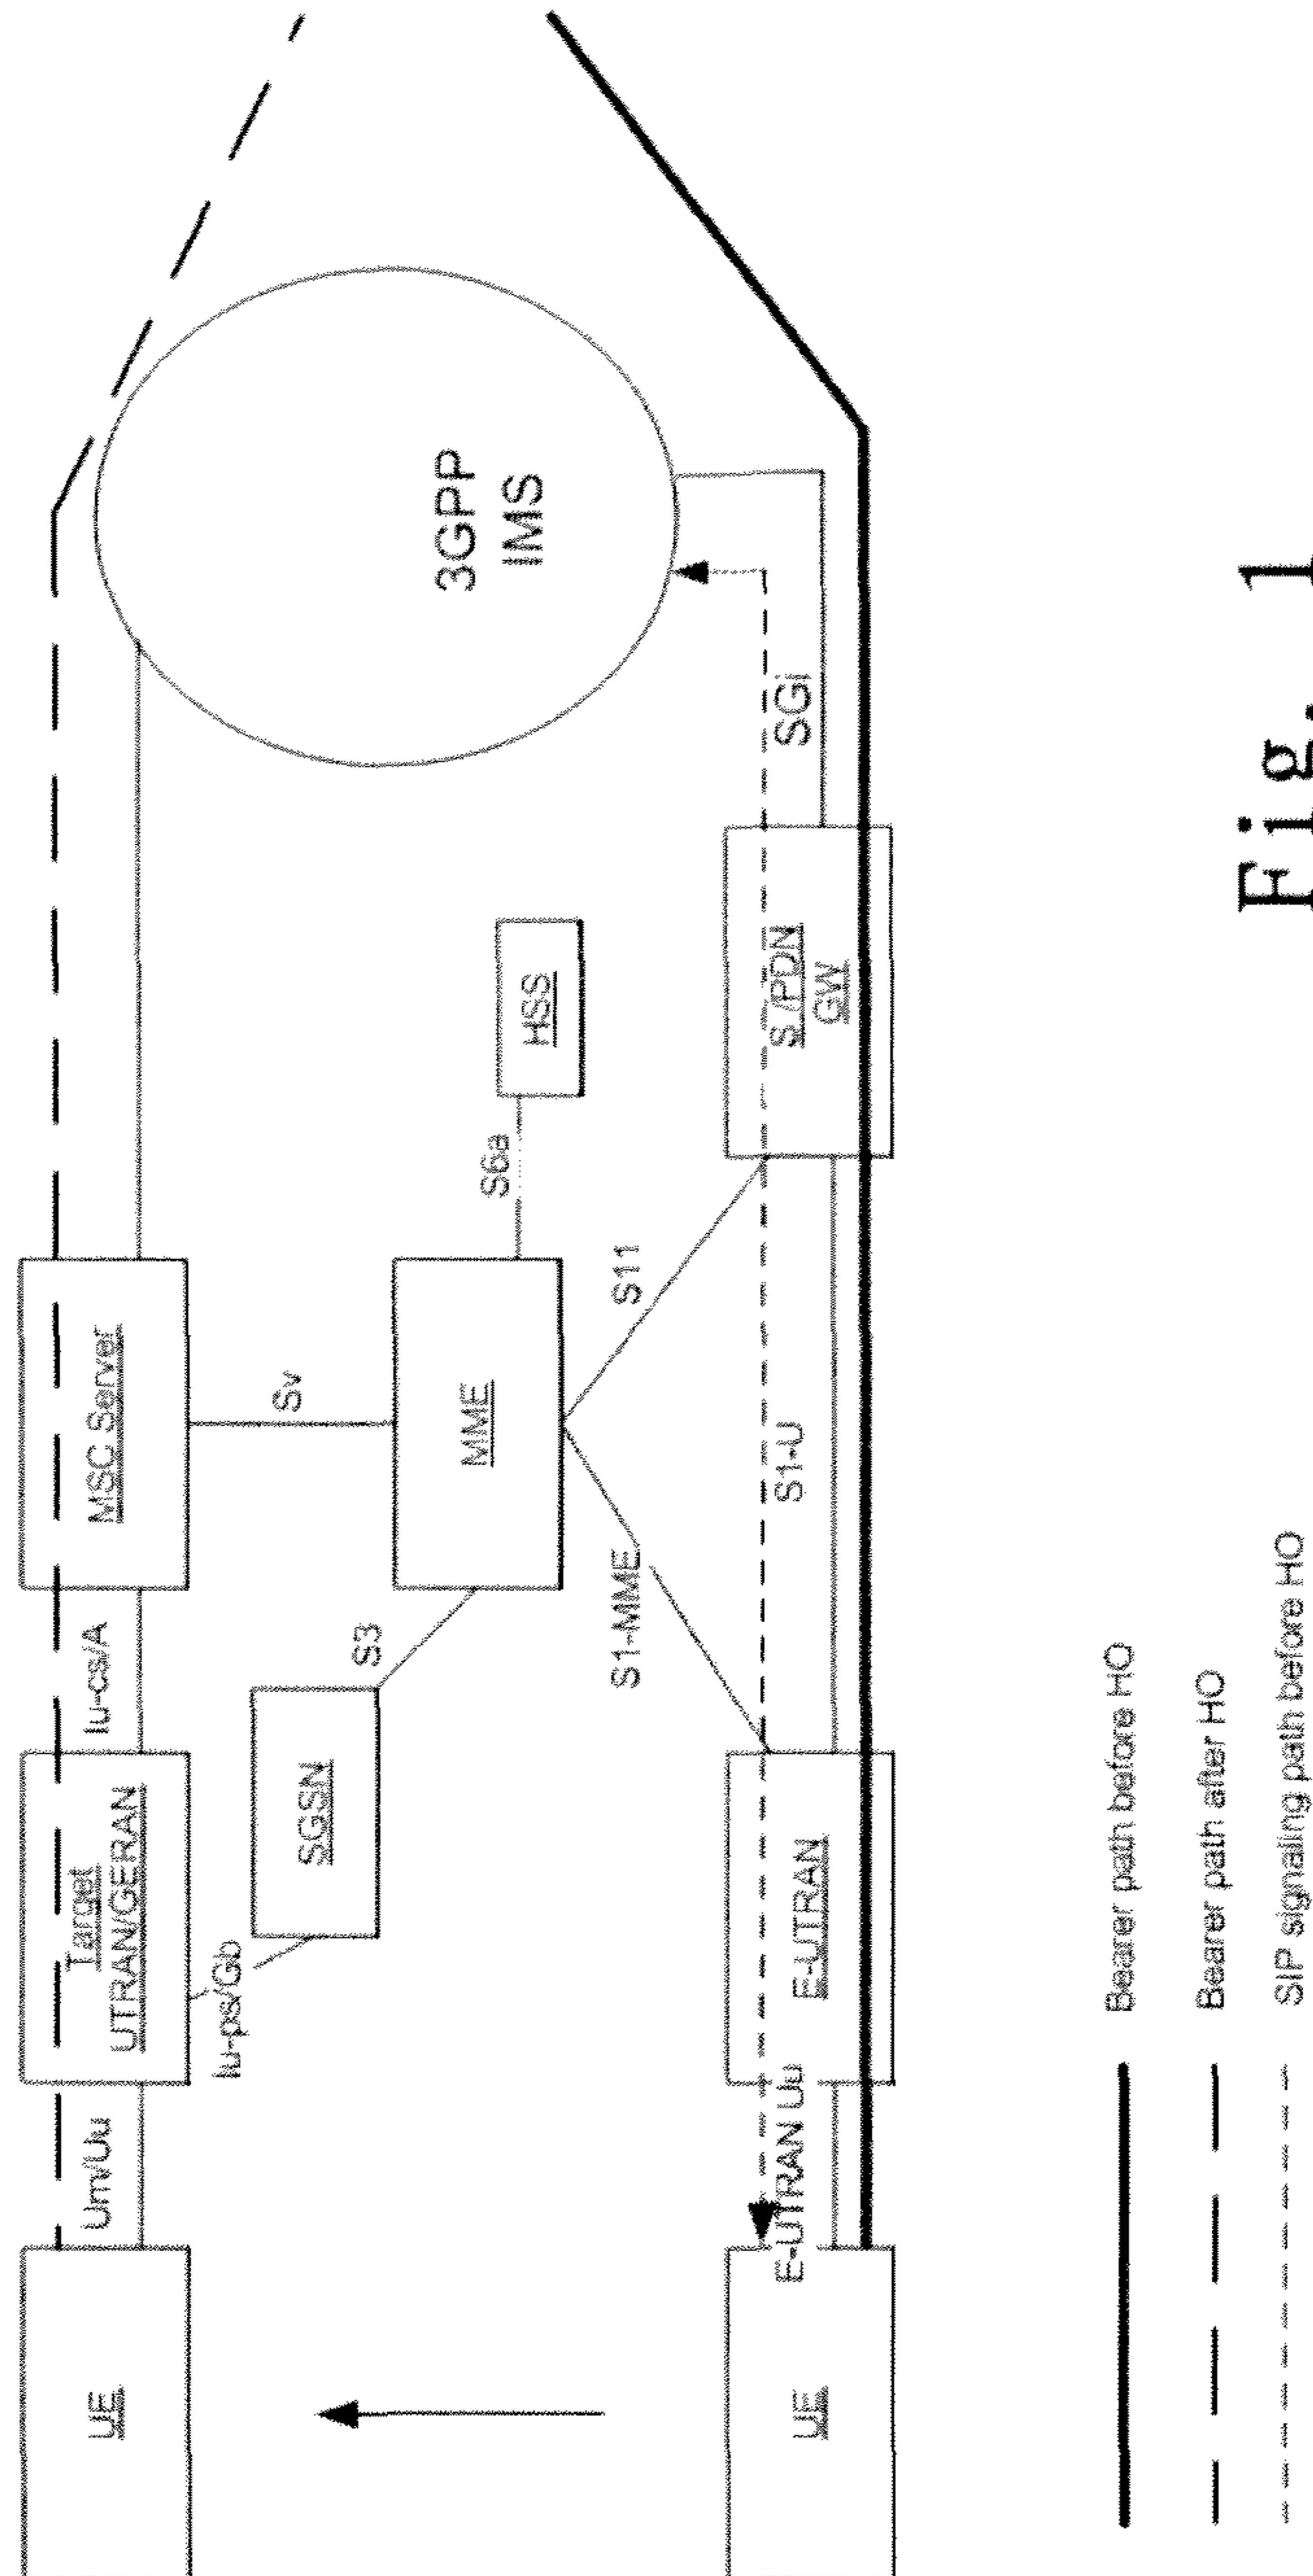 UE
Um/Uu
Target
UTRAN/GERAN
Iu-cs/A
MSC Server
Iu-ps/Gb
SGSN
S3
Sv
MME
S6a
HSS
3GPP
IMS
S1-MME
S11
UE
E-UTRAN Uu
E-UTRAN
S1-U
S /PDN
GW
SGi
Bearer path before HO
Bearer path after HO
SIP signaling path before HO
Fig. 1